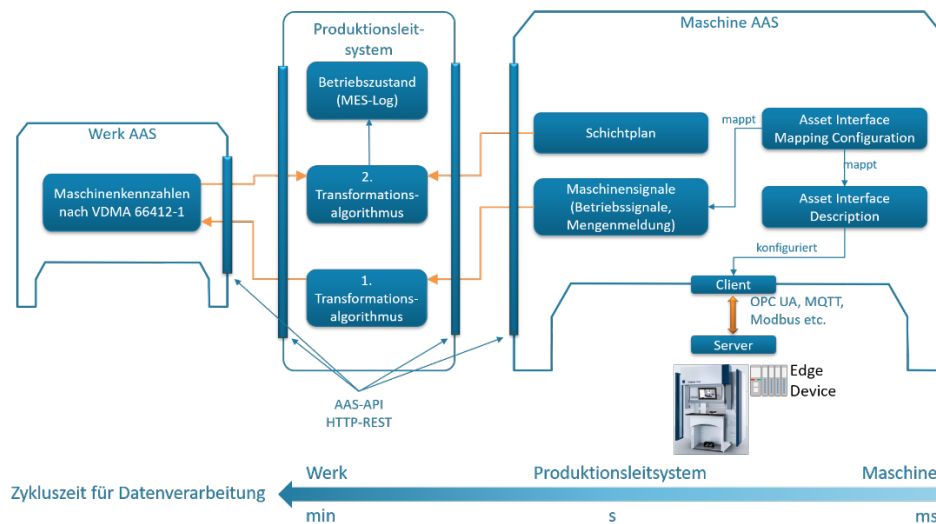 Maschine AAS
Produktionsleit-
system
Betriebszustand
(MES-Log)
Werk AAS
Schichtplan
mappt
Asset Interface
Mapping Configuration
mappt
Maschinenkennzahlen
nach VDMA 66412-1
2.
Transformations-
algorithmus
Maschinensignale
(Betriebssignale,
Mengenmeldung)
Asset Interface
Description
konfiguriert
1.
Transformations-
algorithmus
Client
OPC UA, MQTT,
Modbus etc.
Server
Edge
Device
AAS-API
HTTP-REST
Werk
Produktionsleitsystem
Maschine
Zykluszeit für Datenverarbeitung
min
s
ms